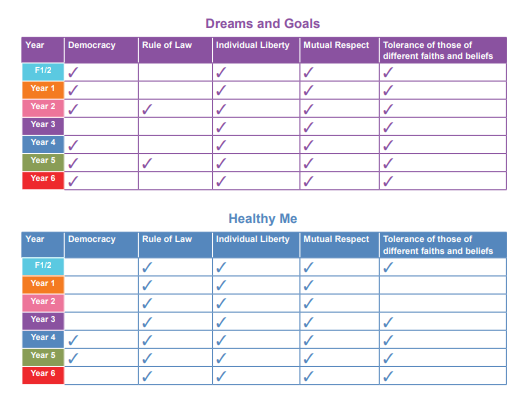 Dreams and Goals
Year Democracy Rule of Law Individual Liberty Mutual Respect Tolerance of those of
different faiths and beliefs
F1/2 ✓ ✓ ✓ ✓
Year 1 ✓ ✓ ✓ ✓
Year 2 ✓ ✓ ✓ ✓ ✓
Year 3 ✓ ✓ ✓
Year 4 ✓ ✓ ✓ ✓
Year 5 ✓ ✓ ✓ ✓ ✓
Year 6 ✓ ✓ ✓ ✓
Healthy Me
Year Democracy Rule of Law Individual Liberty Mutual Respect Tolerance of those of
different faiths and beliefs
F1/2 ✓ ✓ ✓ ✓
Year 1 ✓ ✓ ✓
Year 2 ✓ ✓ ✓
Year 3 ✓ ✓ ✓ ✓
Year 4 ✓ ✓ ✓ ✓ ✓
Year 5 ✓ ✓ ✓ ✓ ✓
Year 6 ✓ ✓ ✓ ✓